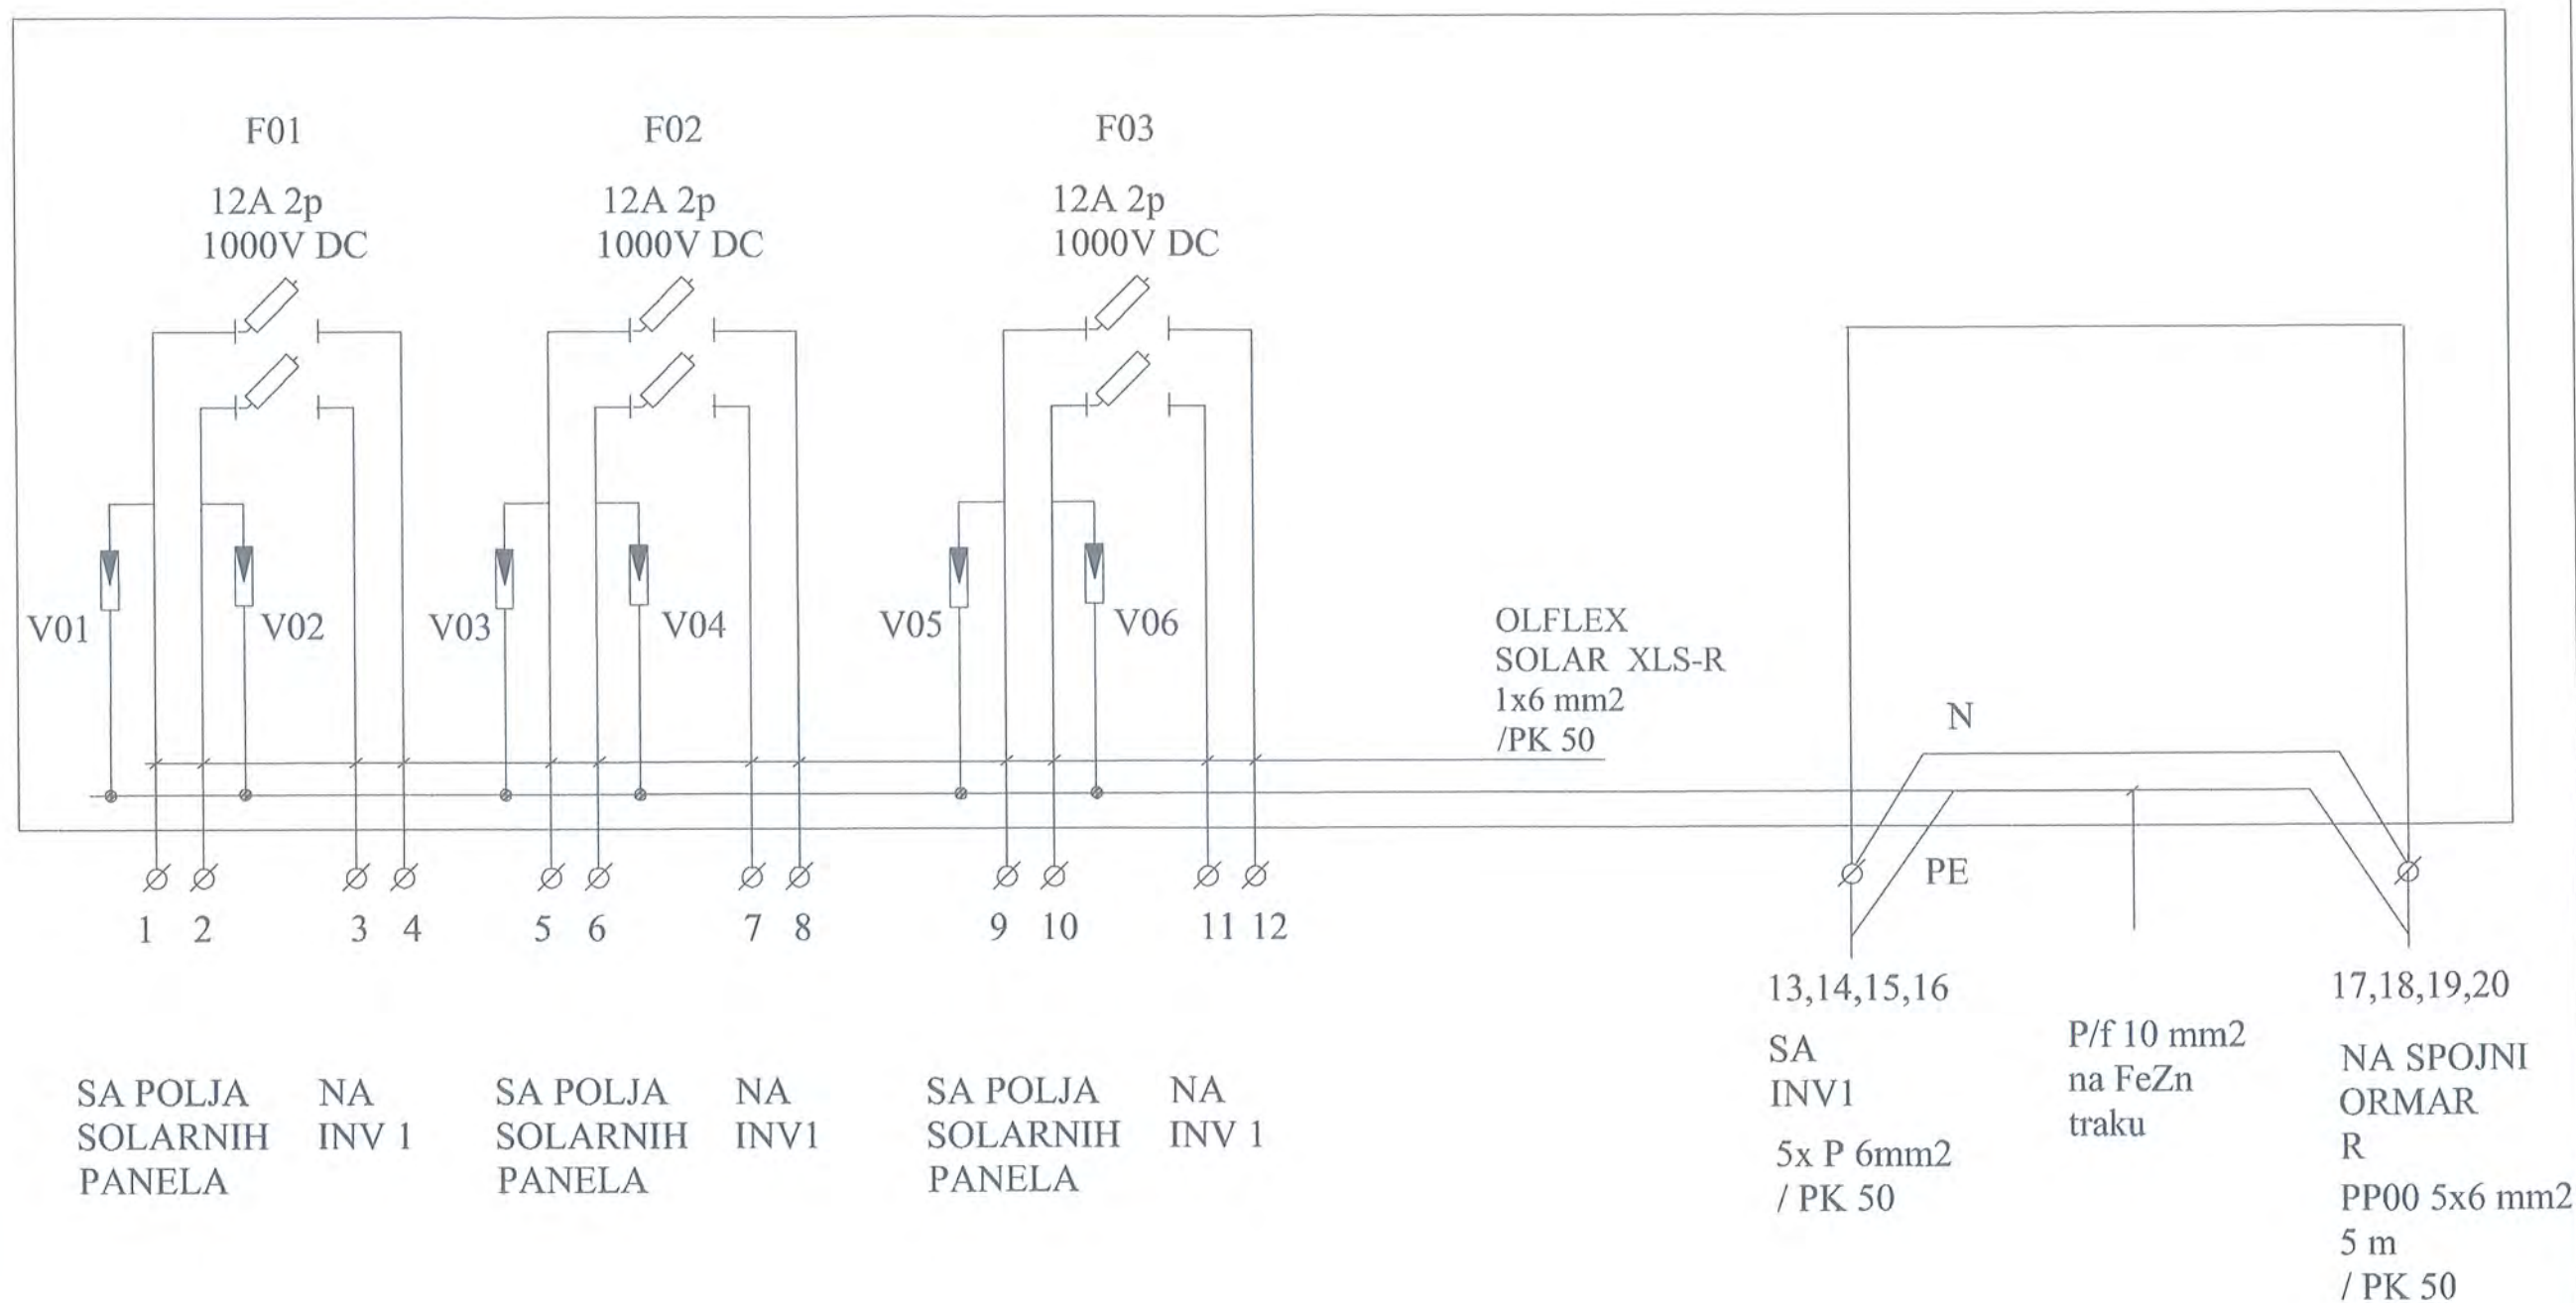 F01
12A 2p
1000V DC
F02
12A 2p
1000V DC
F03
12A 2p
1000V DC
V01
V02
V03
V04
V05
V06
OLFLEX
SOLAR XLS-R
1x6 mm2
/PK 50
N
PE
1 2 3 4 5 6 7 8 9 10 11 12
SA POLJA
SOLARNIH
PANELA
NA
INV 1
SA POLJA
SOLARNIH
PANELA
NA
INV1
SA POLJA
SOLARNIH
PANELA
NA
INV 1
13,14,15,16
SA
INV1
5x P 6mm2
/ PK 50
P/f 10 mm2
na FeZn
traku
17,18,19,20
NA SPOJNI
ORMAR
R
PP00 5x6 mm2
5 m
/ PK 50